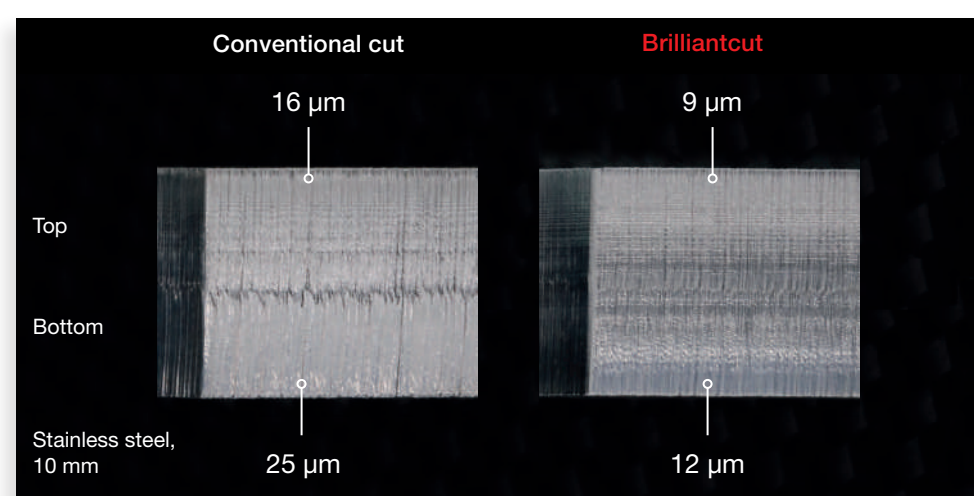 Conventional cut
Brilliantcut
16 µm
9 µm
Top
Bottom
Stainless steel,
10 mm
25 µm
12 µm